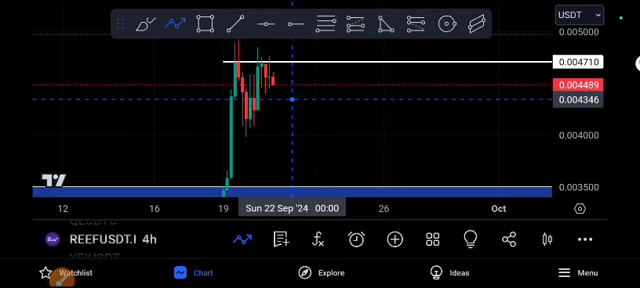 USDT
0.005000
0.004710
0.004489
0.004346
0.004000
0.003500
12
16
19
Sun 22 Sep '24 00:00
26
Oct
REEFUSDT.I 4h
Watchlist
Chart
Explore
Ideas
Menu